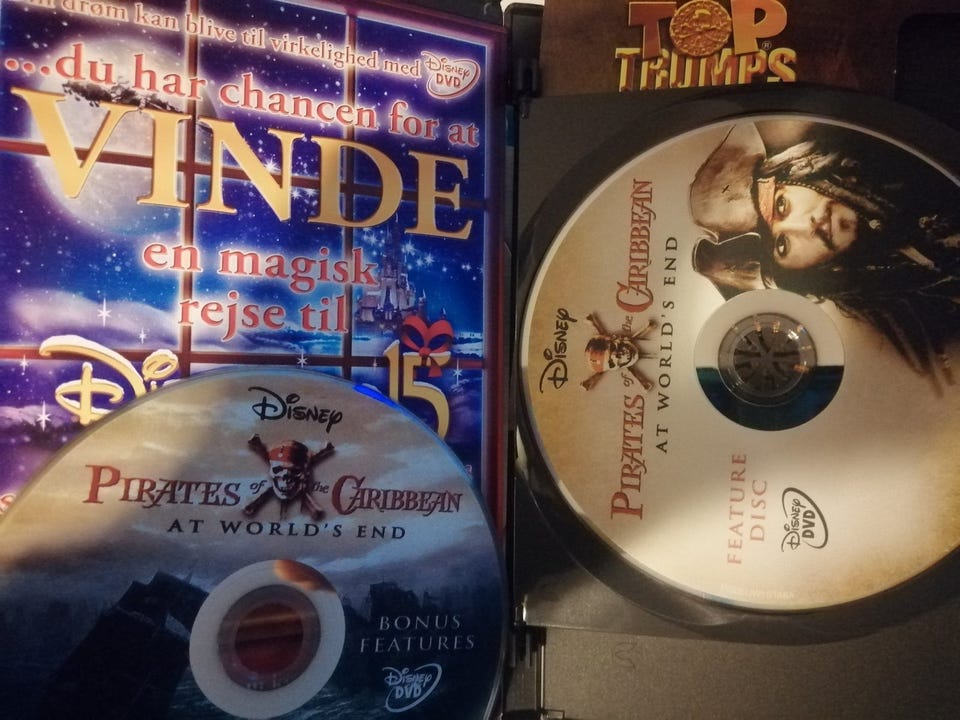 drøm kan blive til virkelighed med
Disney
DVD
...du har chancen for at
VINDE
en magisk
rejse til
Dis
15
Disney
PIRATES of the CARIBBEAN
AT WORLD'S END
BONUS
FEATURES
Disney
DVD
TOP
TRUMPS
Disney
PIRATES of the CARIBBEAN
AT WORLD'S END
FEATURE
DISC
Disney
DVD